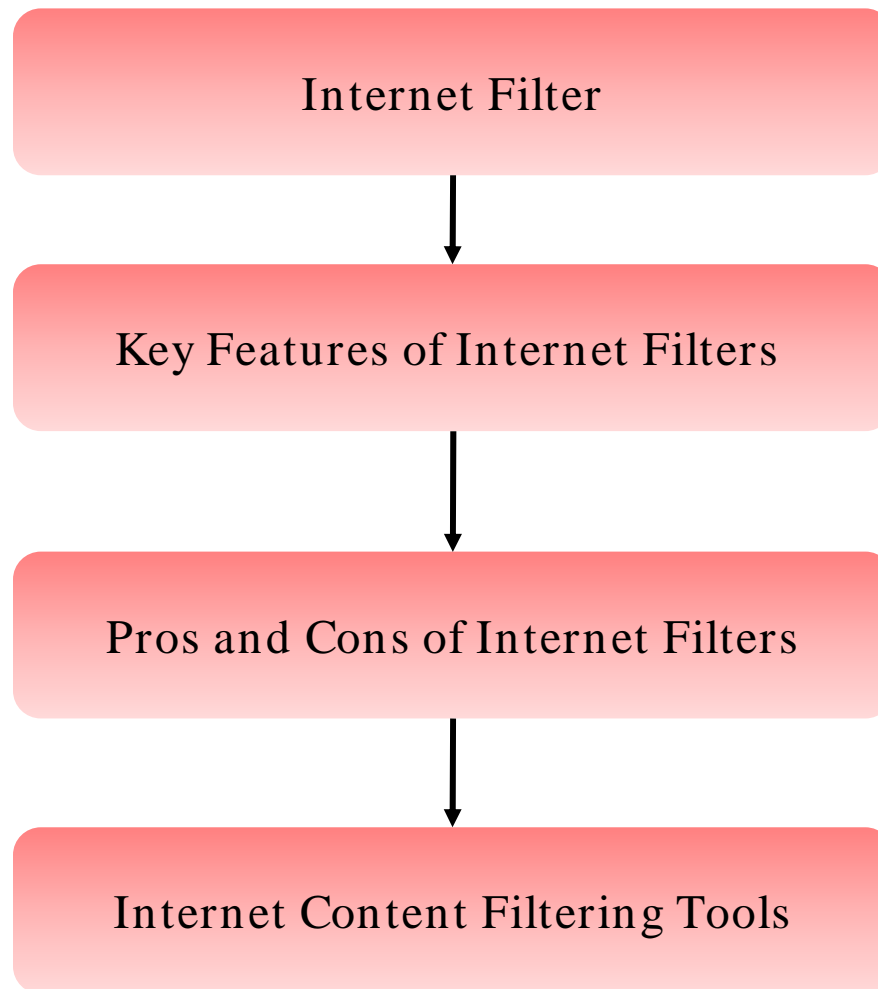 Internet Filter
Key Features of Internet Filters
Pros and Cons of Internet Filters
Internet Content Filtering Tools